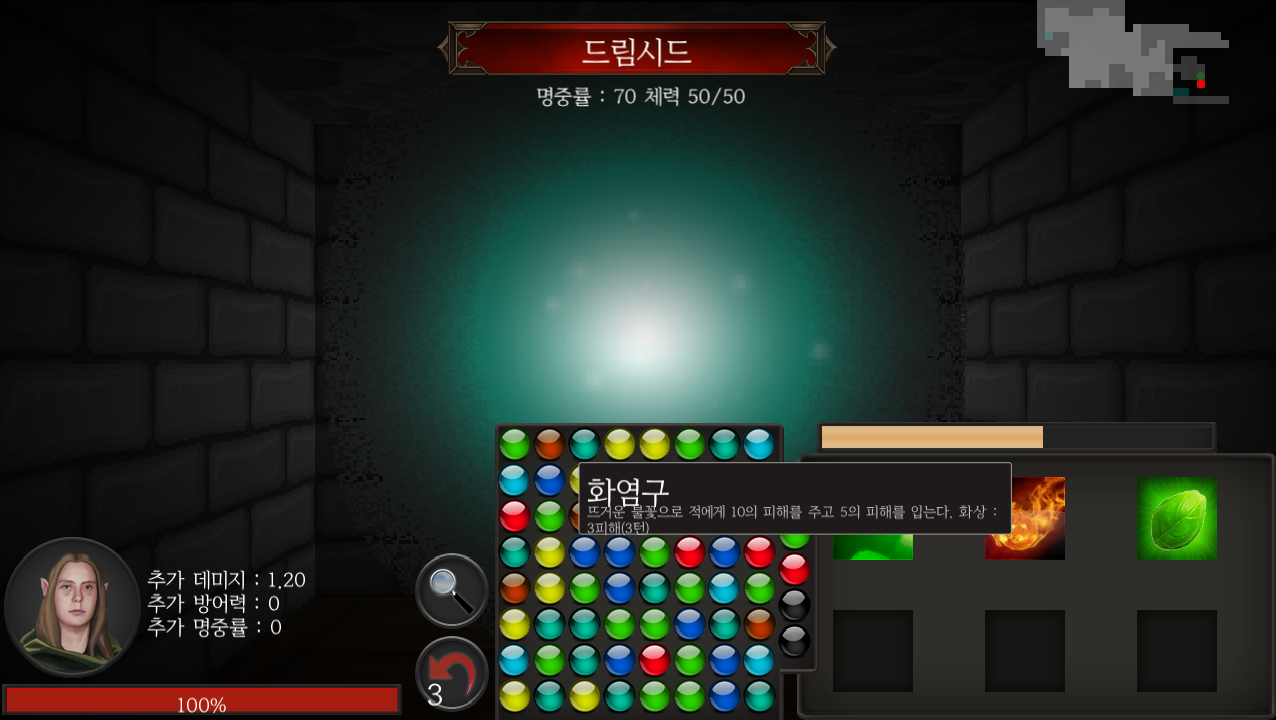 드림시드
명중률 : 70 체력 50/50
화염구
뜨거운 불꽃으로 적에게 10의 피해를 주고 5의 피해를 입는다. 화상 :
3피해(3턴)
추가 데미지 : 1.20
추가 방어력 : 0
추가 명중률 : 0
3
100%